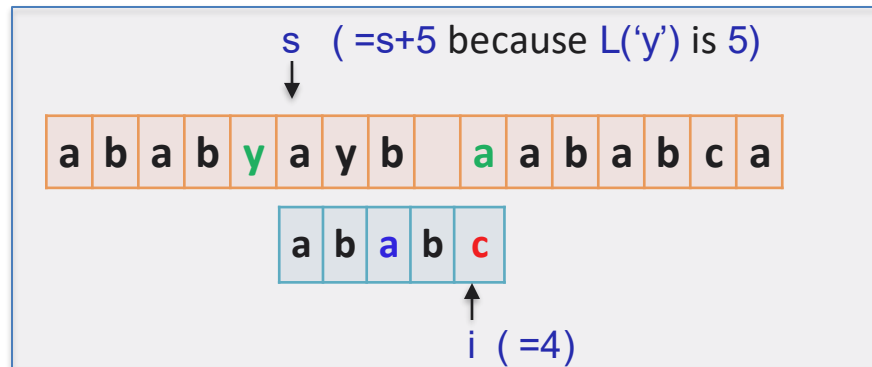 s ( =s+5 because L(‘y’) is 5)
a b a b y a y b a a b a b c a
a b a b c
i ( =4)